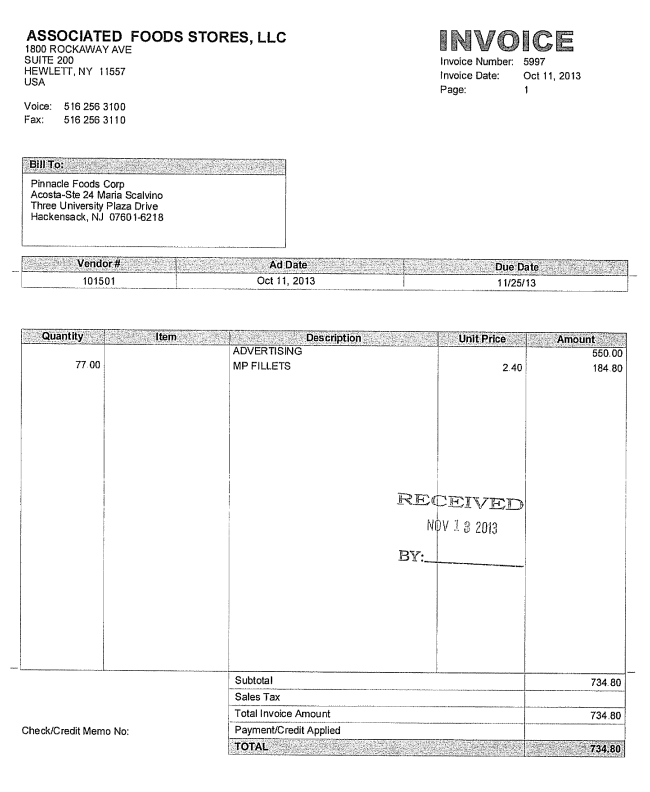 ASSOCIATED FOODS STORES, LLC
1800 ROCKAWAY AVE
SUITE 200
HEWLETT, NY 11557
USA
Voice: 516 256 3100
Fax: 516 256 3110
INVOICE
Invoice Number: 5997
Invoice Date: Oct 11, 2013
Page: 1
Bill To:
Pinnacle Foods Corp
Acosta-Ste 24 Maria Scalvino
Three University Plaza Drive
Hackensack, NJ 07601-6218
Vendor # Ad Date Due Date
101501 Oct 11, 2013 11/25/13
Quantity Item Description Unit Price Amount
ADVERTISING 550.00
77.00 MP FILLETS 2.40 184.80
RECEIVED
NOV 13 2013
BY:
Subtotal 734.80
Sales Tax
Total Invoice Amount 734.80
Check/Credit Memo No: Payment/Credit Applied
TOTAL 734.80